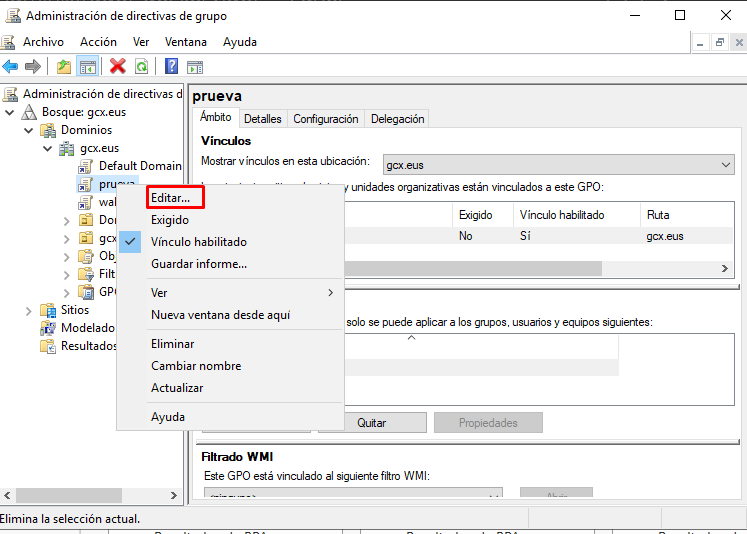 Administración de directivas de grupo
Archivo Acción Ver Ventana Ayuda
Administración de directivas d
Bosque: gcx.eus
Dominios
gcx.eus
Default Domain
prueva
wal
Do
gcx
Ob
Filt
GPO
Sitios
Modelado
Resultados
Editar...
Exigido
Vínculo habilitado
Guardar informe...
Ver
Nueva ventana desde aquí
Eliminar
Cambiar nombre
Actualizar
Ayuda
prueva
Ámbito Detalles Configuración Delegación
Vínculos
Mostrar vínculos en esta ubicación: gcx.eus
y unidades organizativas están vinculados a este GPO:
Exigido Vínculo habilitado Ruta
No Sí gcx.eus
solo se puede aplicar a los grupos, usuarios y equipos siguientes:
Quitar Propiedades
Filtrado WMI
Este GPO está vinculado al siguiente filtro WMI:
<ninguno> Abrir
Elimina la selección actual.